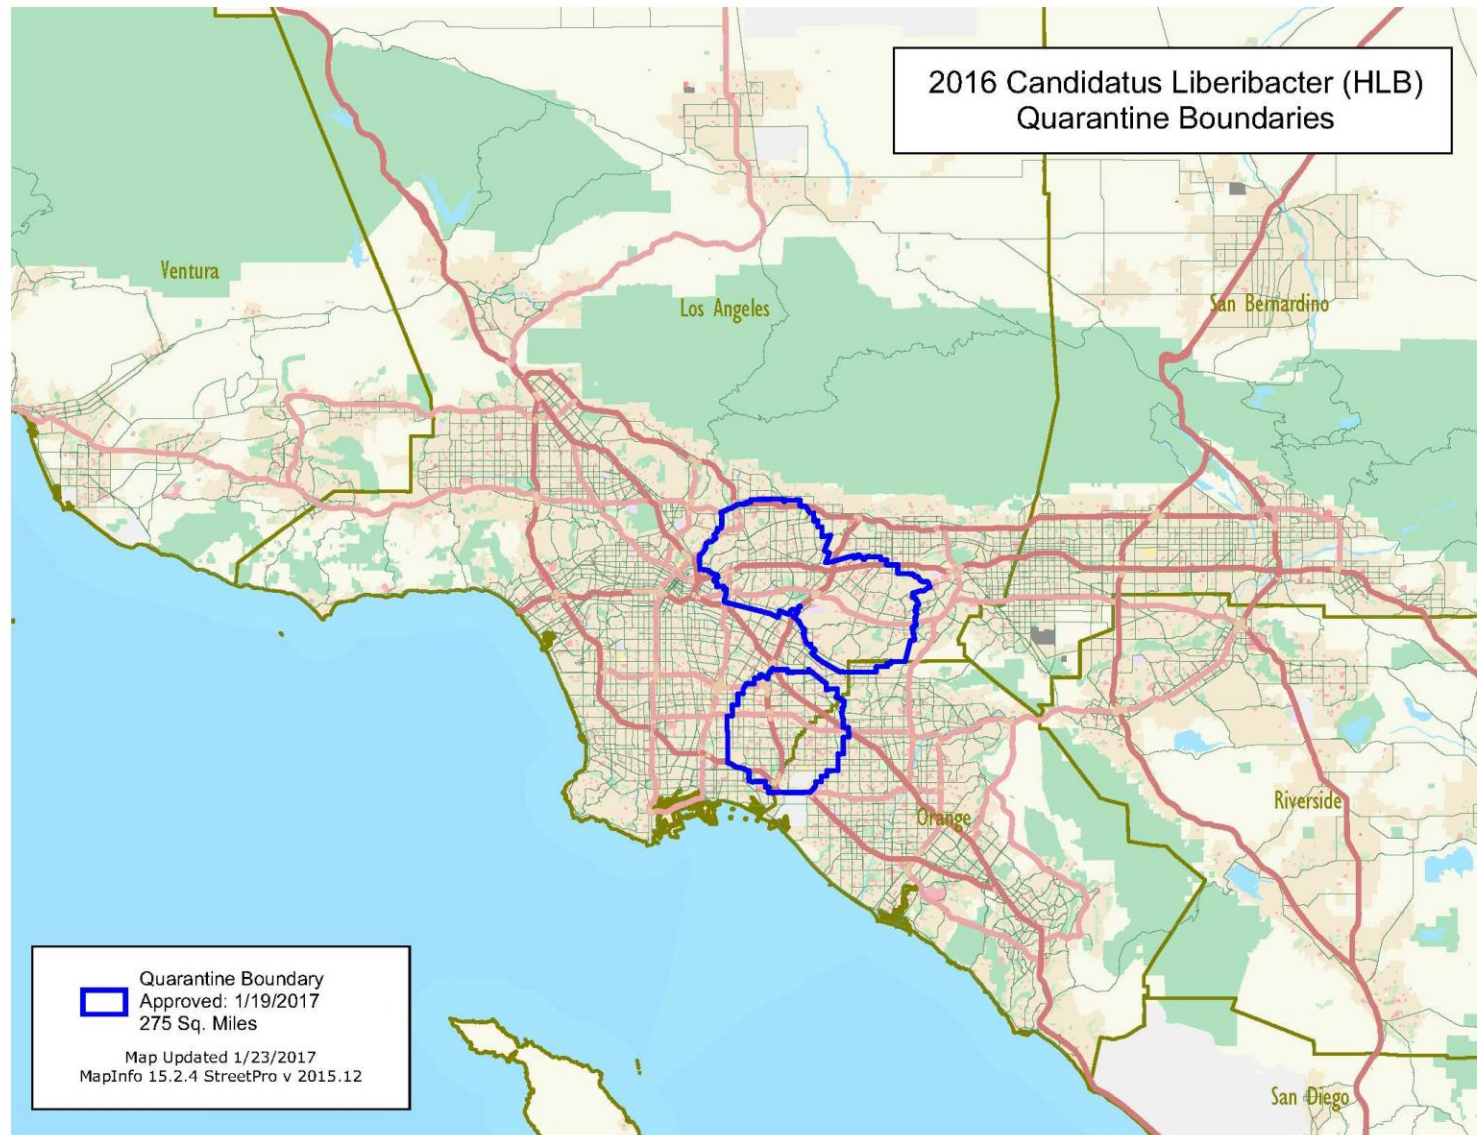 2016 Candidatus Liberibacter (HLB)
Quarantine Boundaries
Ventura
Los Angeles
San Bernardino
Riverside
Orange
San Diego
Quarantine Boundary
Approved: 1/19/2017
275 Sq. Miles
Map Updated 1/23/2017
MapInfo 15.2.4 StreetPro v 2015.12